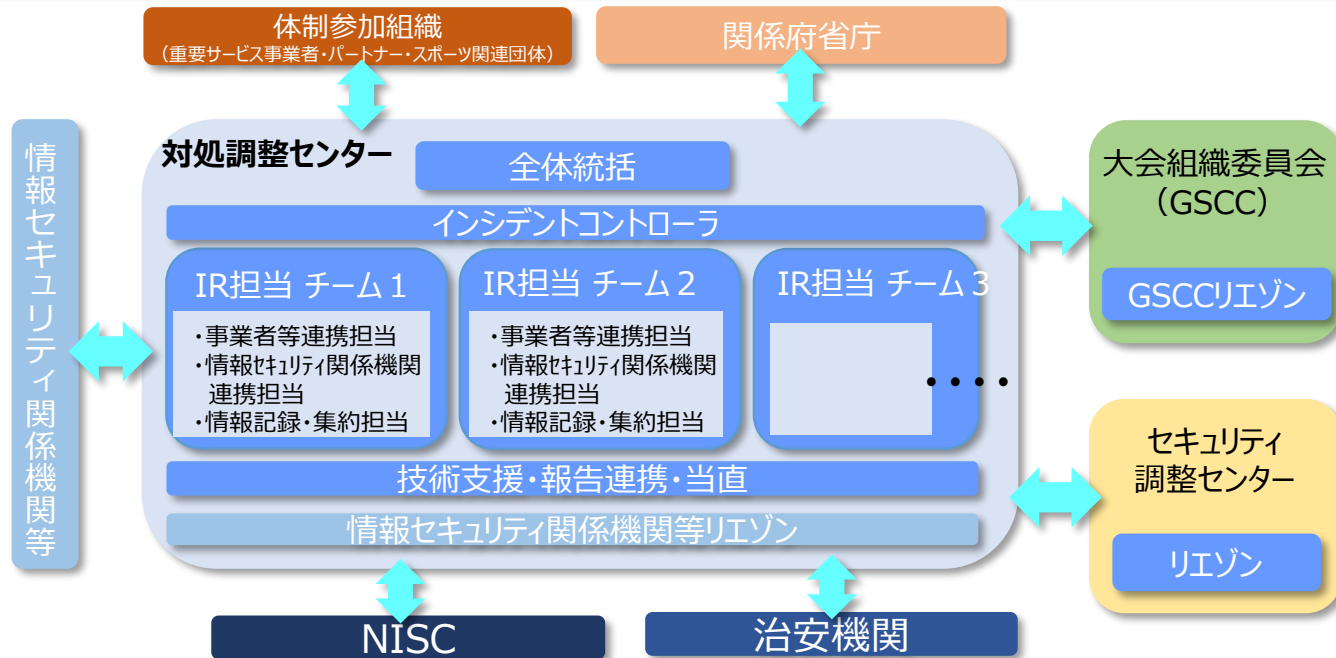 体制参加組織
（重要サービス事業者・パートナー・スポーツ関連団体）
関係府省庁
情報セキュリティ関係機関等
対処調整センター
全体統括
インシデントコントローラ
IR担当 チーム１
・事業者等連携担当
・情報ｾｷｭﾘﾃｨ関係機関
連携担当
・情報記録・集約担当
IR担当 チーム２
・事業者等連携担当
・情報ｾｷｭﾘﾃｨ関係機関
連携担当
・情報記録・集約担当
IR担当 チーム３
・・・・
技術支援・報告連携・当直
情報セキュリティ関係機関等リエゾン
大会組織委員会
（GSCC）
GSCCリエゾン
セキュリティ
調整センター
リエゾン
NISC
治安機関